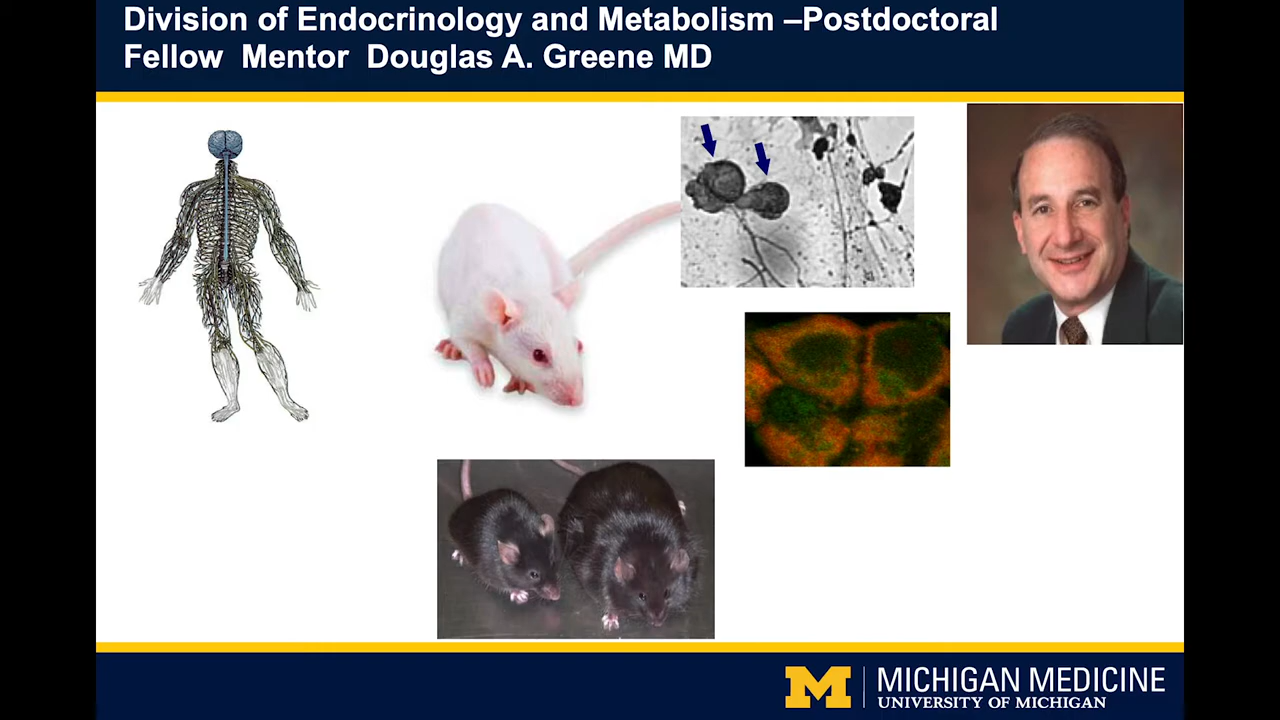 Division of Endocrinology and Metabolism –Postdoctoral
Fellow  Mentor  Douglas A. Greene MD
M
MICHIGAN MEDICINE
UNIVERSITY OF MICHIGAN